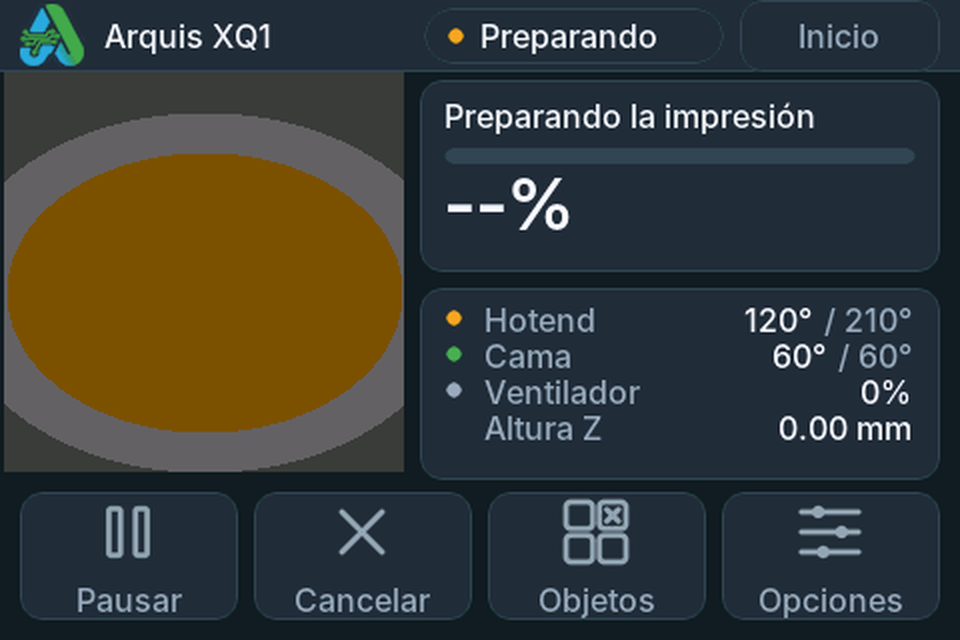 Arquis XQ1
Preparando
Inicio
Preparando la impresión
--%
Hotend 120° / 210°
Cama 60° / 60°
Ventilador 0%
Altura Z 0.00 mm
Pausar
Cancelar
Objetos
Opciones